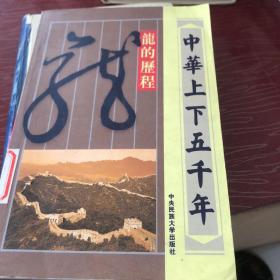 中華上下五千年
龍的歷程
龍
中央民族大學出版社